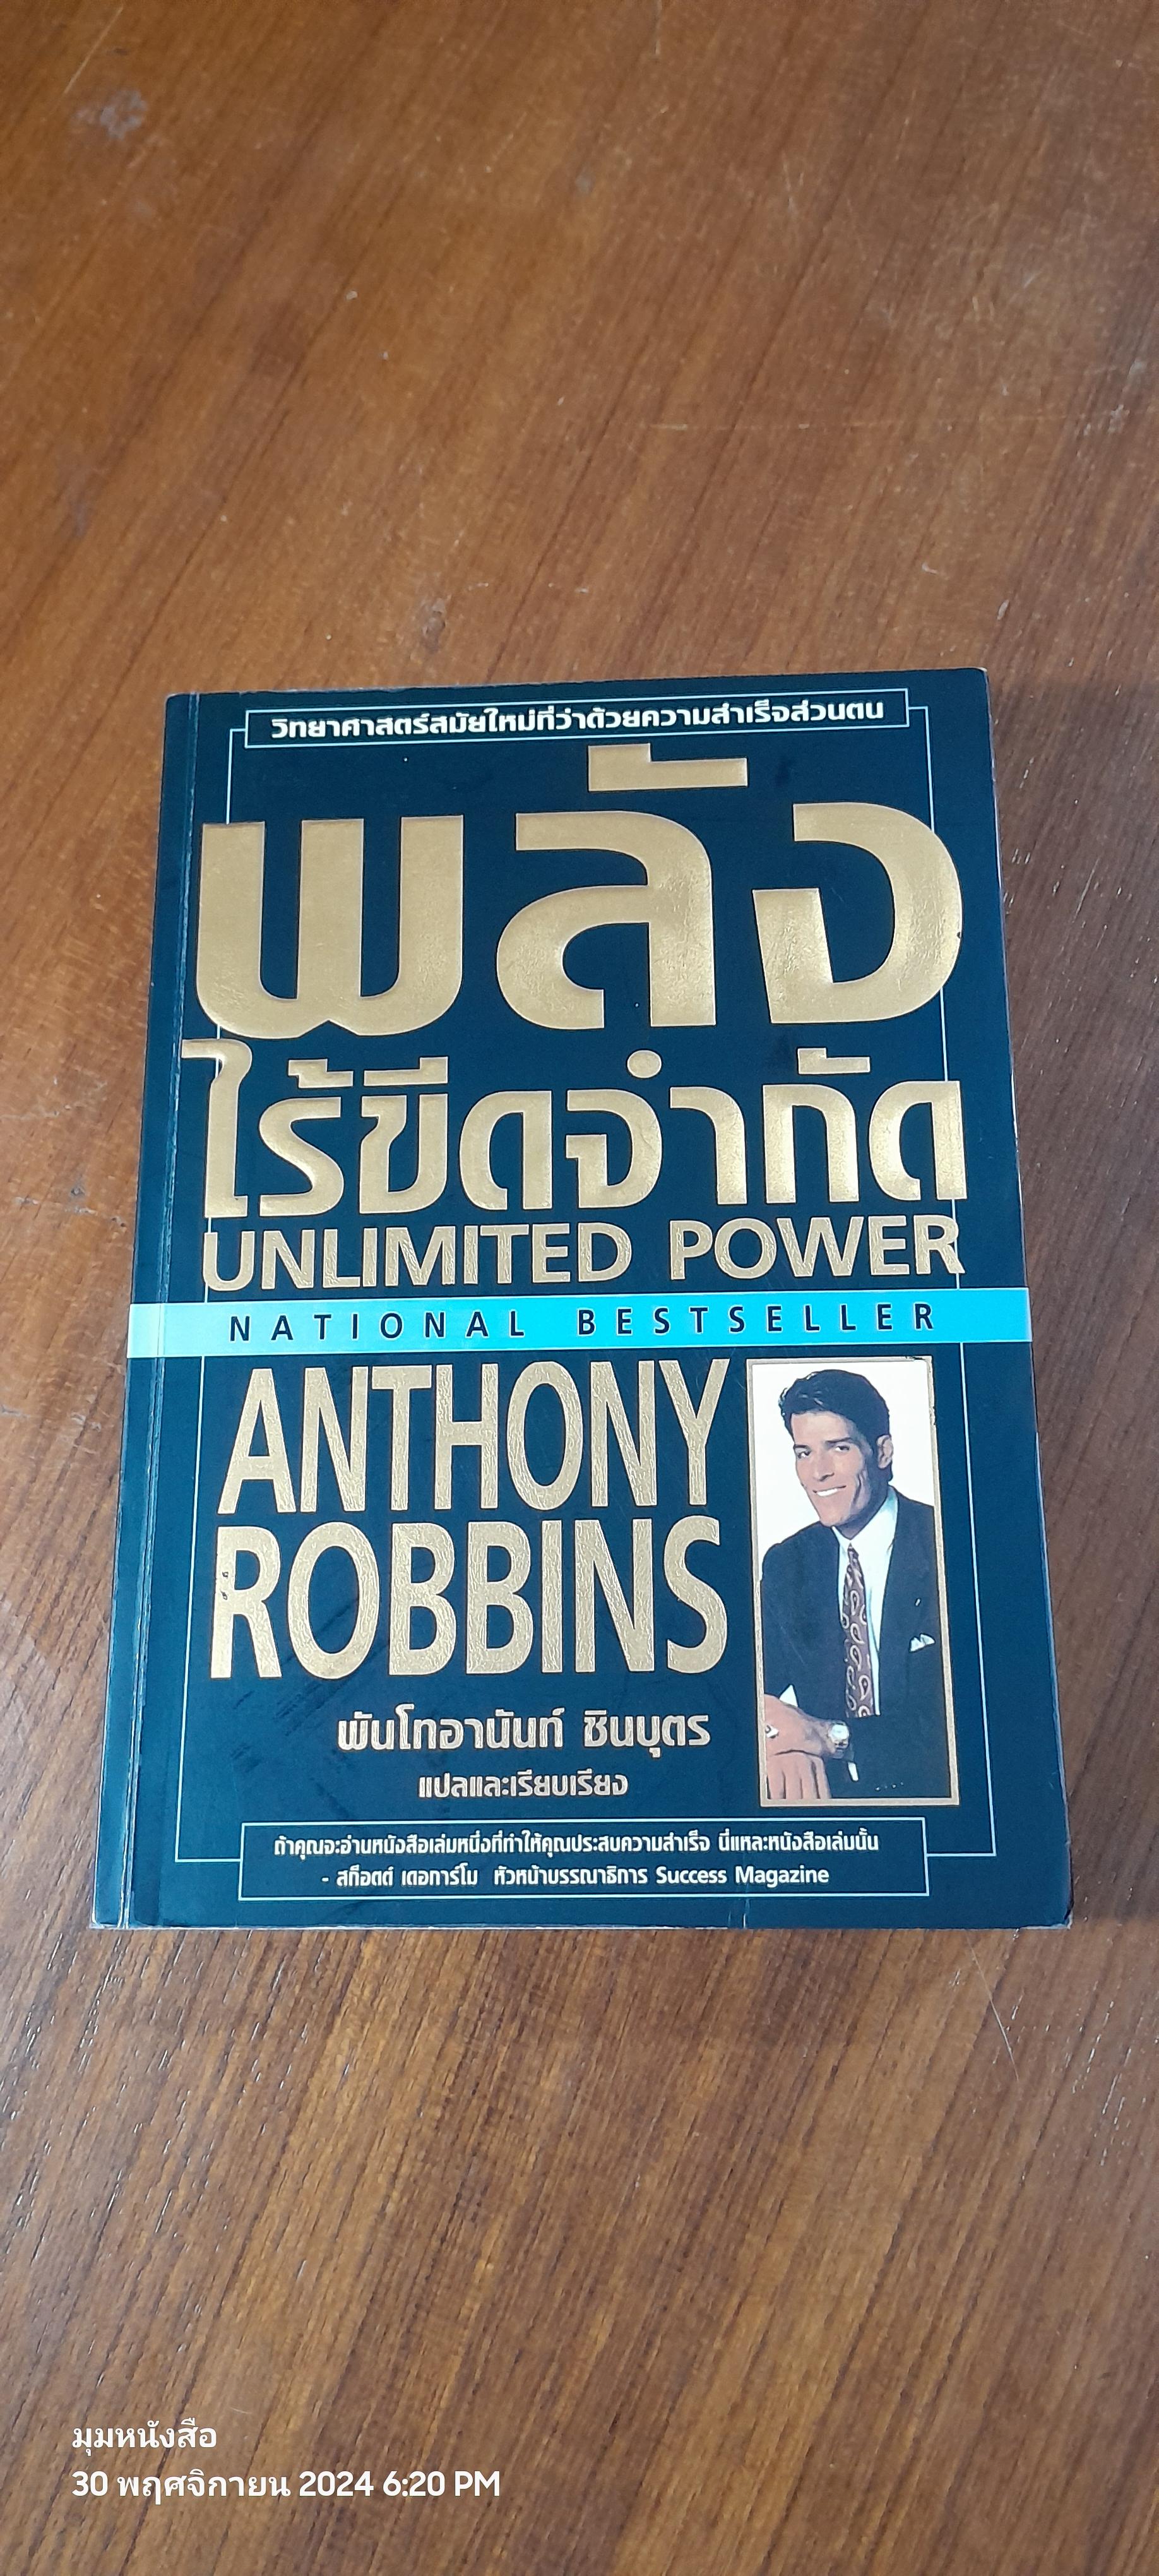 วิทยาศาสตร์สมัยใหม่ที่ว่าด้วยความสำเร็จส่วนตน
พลัง
ไร้ขีดจำกัด
UNLIMITED POWER
NATIONAL BESTSELLER
ANTHONY
ROBBINS
พันโทอานันท์ ชินบุตร
แปลและเรียบเรียง
ถ้าคุณจะอ่านหนังสือเล่มหนึ่งที่ทำให้คุณประสบความสำเร็จ นี่แหละหนังสือเล่มนั้น
- สก็อตต์ เดอการ์โม หัวหน้าบรรณาธิการ Success Magazine
มุมหนังสือ
30 พฤศจิกายน 2024 6:20 PM